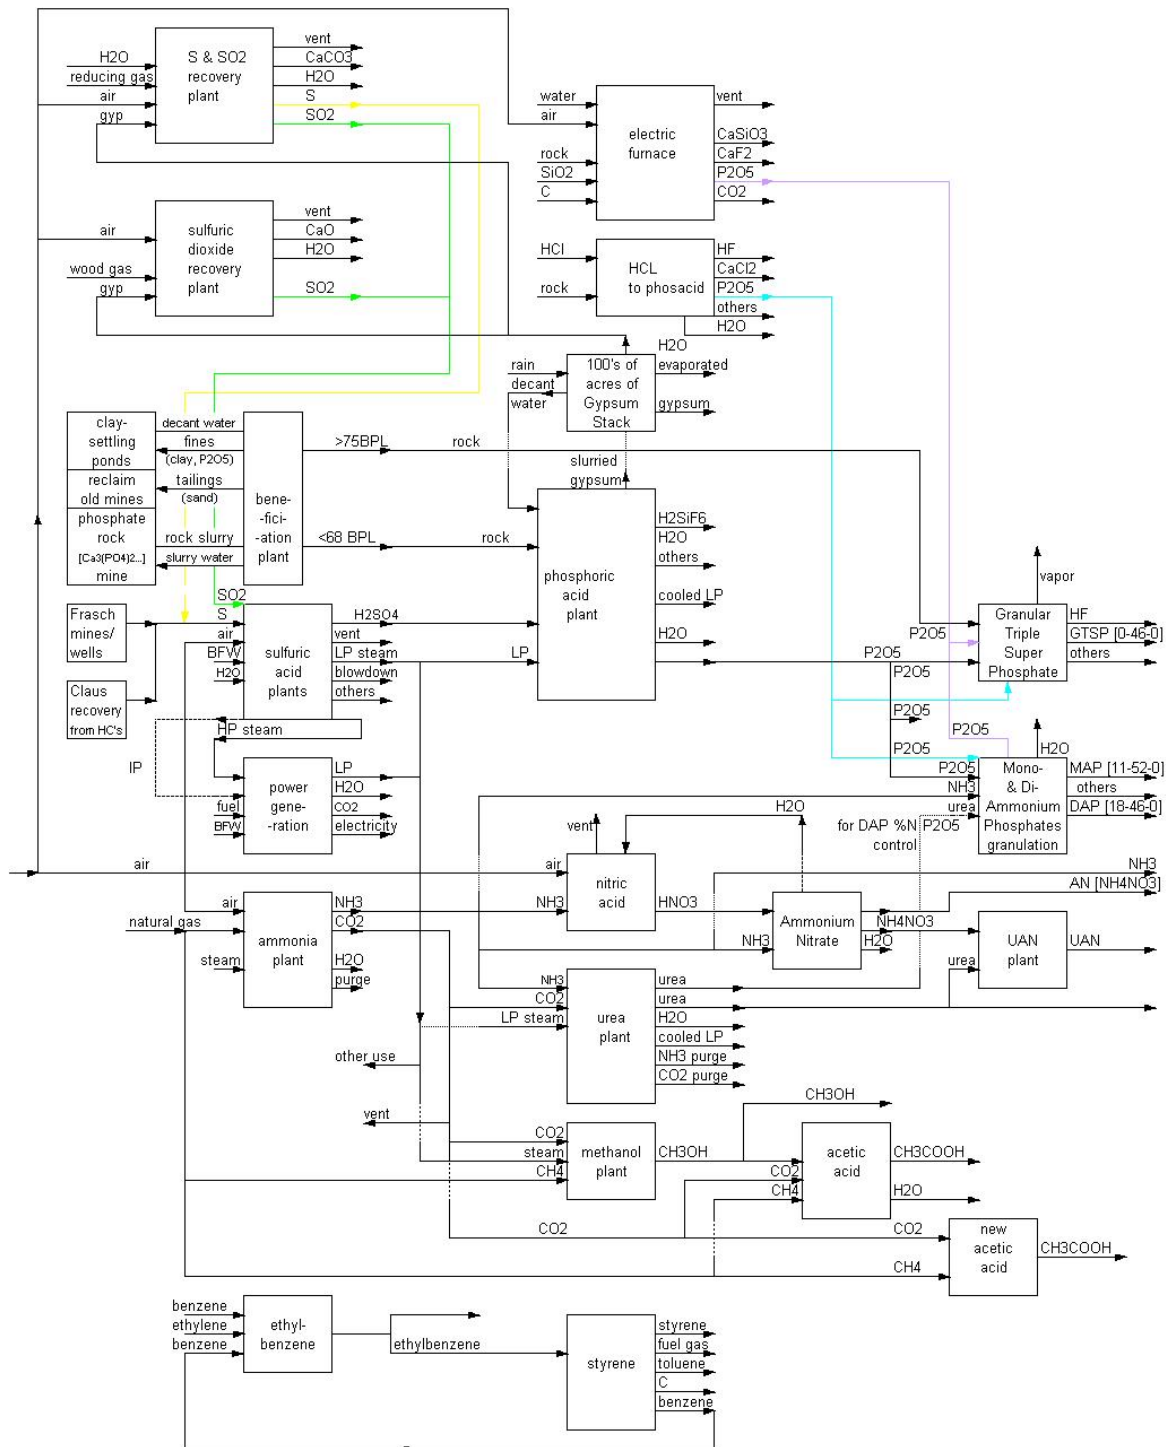 vent
H2O
S & SO2
CaCO3
reducing gas
recovery
H2O
air
plant
S
gyp
SO2
water
vent
air
electric
furnace
CaSiO3
rock
CaF2
SiO2
P2O5
C
CO2
vent
air
sulfuric
CaO
dioxide
H2O
wood gas
recovery
gyp
plant
SO2
HCl
HF
HCL
CaCl2
to phosacid
P2O5
rock
others
H2O
H2O
rain
100's of
evaporated
decant
acres of
water
Gypsum
gypsum
Stack
clay-
settling
ponds
decant water
fines
(clay, P2O5)
>75BPL
rock
slurried
gypsum
reclaim
old mines
tailings
(sand)
bene-
-fici-
-ation
plant
phosphate
rock
[Ca3(PO4)2...]
mine
rock slurry
slurry water
<68 BPL
rock
H2SiF6
H2O
others
phosphoric
acid
plant
cooled LP
H2O
vapor
SO2
Frasch
mines/
wells
S
air
BFW
H2O
sulfuric
acid
plants
H2SO4
vent
LP steam
blowdown
others
LP
Claus
recovery
from HC's
P2O5
P2O5
P2O5
P2O5
Granular
Triple
Super
Phosphate
HF
GTSP [0-46-0]
others
HP steam
IP
P2O5
H2O
P2O5
P2O5
NH3
urea
Mono-
& Di-
Ammonium
Phosphates
granulation
MAP [11-52-0]
others
DAP [18-46-0]
fuel
BFW
power
gene-
-ration
LP
H2O
CO2
electricity
H2O
vent
for DAP %N
control
P2O5
air
air
nitric
acid
NH3
HNO3
NH3
AN [NH4NO3]
air
natural gas
steam
ammonia
plant
NH3
CO2
H2O
purge
NH3
Ammonium
Nitrate
NH4NO3
H2O
UAN
plant
UAN
urea
NH3
CO2
LP steam
urea
plant
urea
urea
H2O
cooled LP
NH3 purge
CO2 purge
other use
vent
CH3OH
CO2
steam
CH4
methanol
plant
CH3OH
CO2
CH4
acetic
acid
CH3COOH
H2O
CO2
CO2
CH4
new
acetic
acid
CH3COOH
benzene
ethylene
benzene
ethyl-
benzene
ethylbenzene
styrene
styrene
fuel gas
toluene
C
benzene